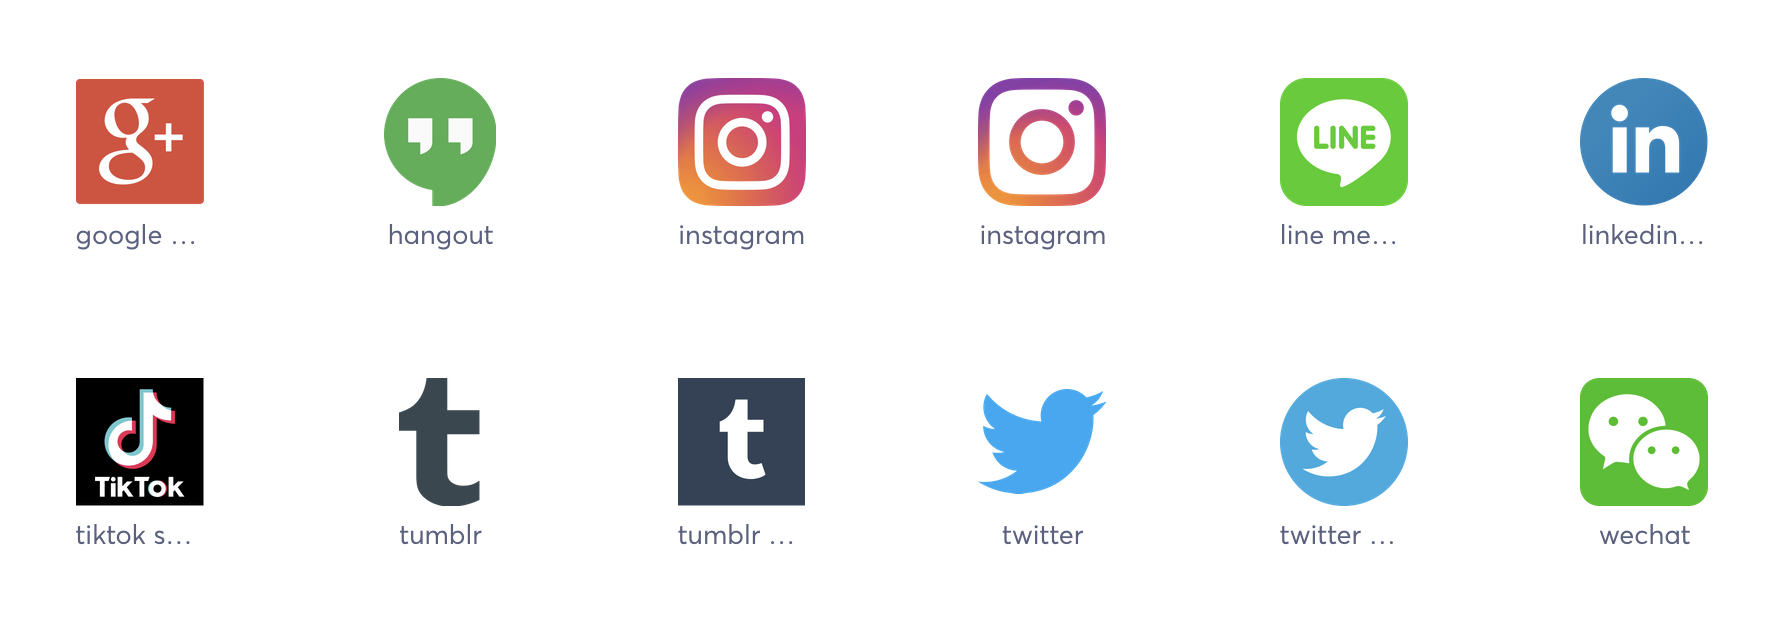 g+
google ...
hangout
instagram
instagram
LINE
line me...
in
linkedin...
TikTok
tiktok s...
t
tumblr
t
tumblr ...
twitter
twitter ...
wechat